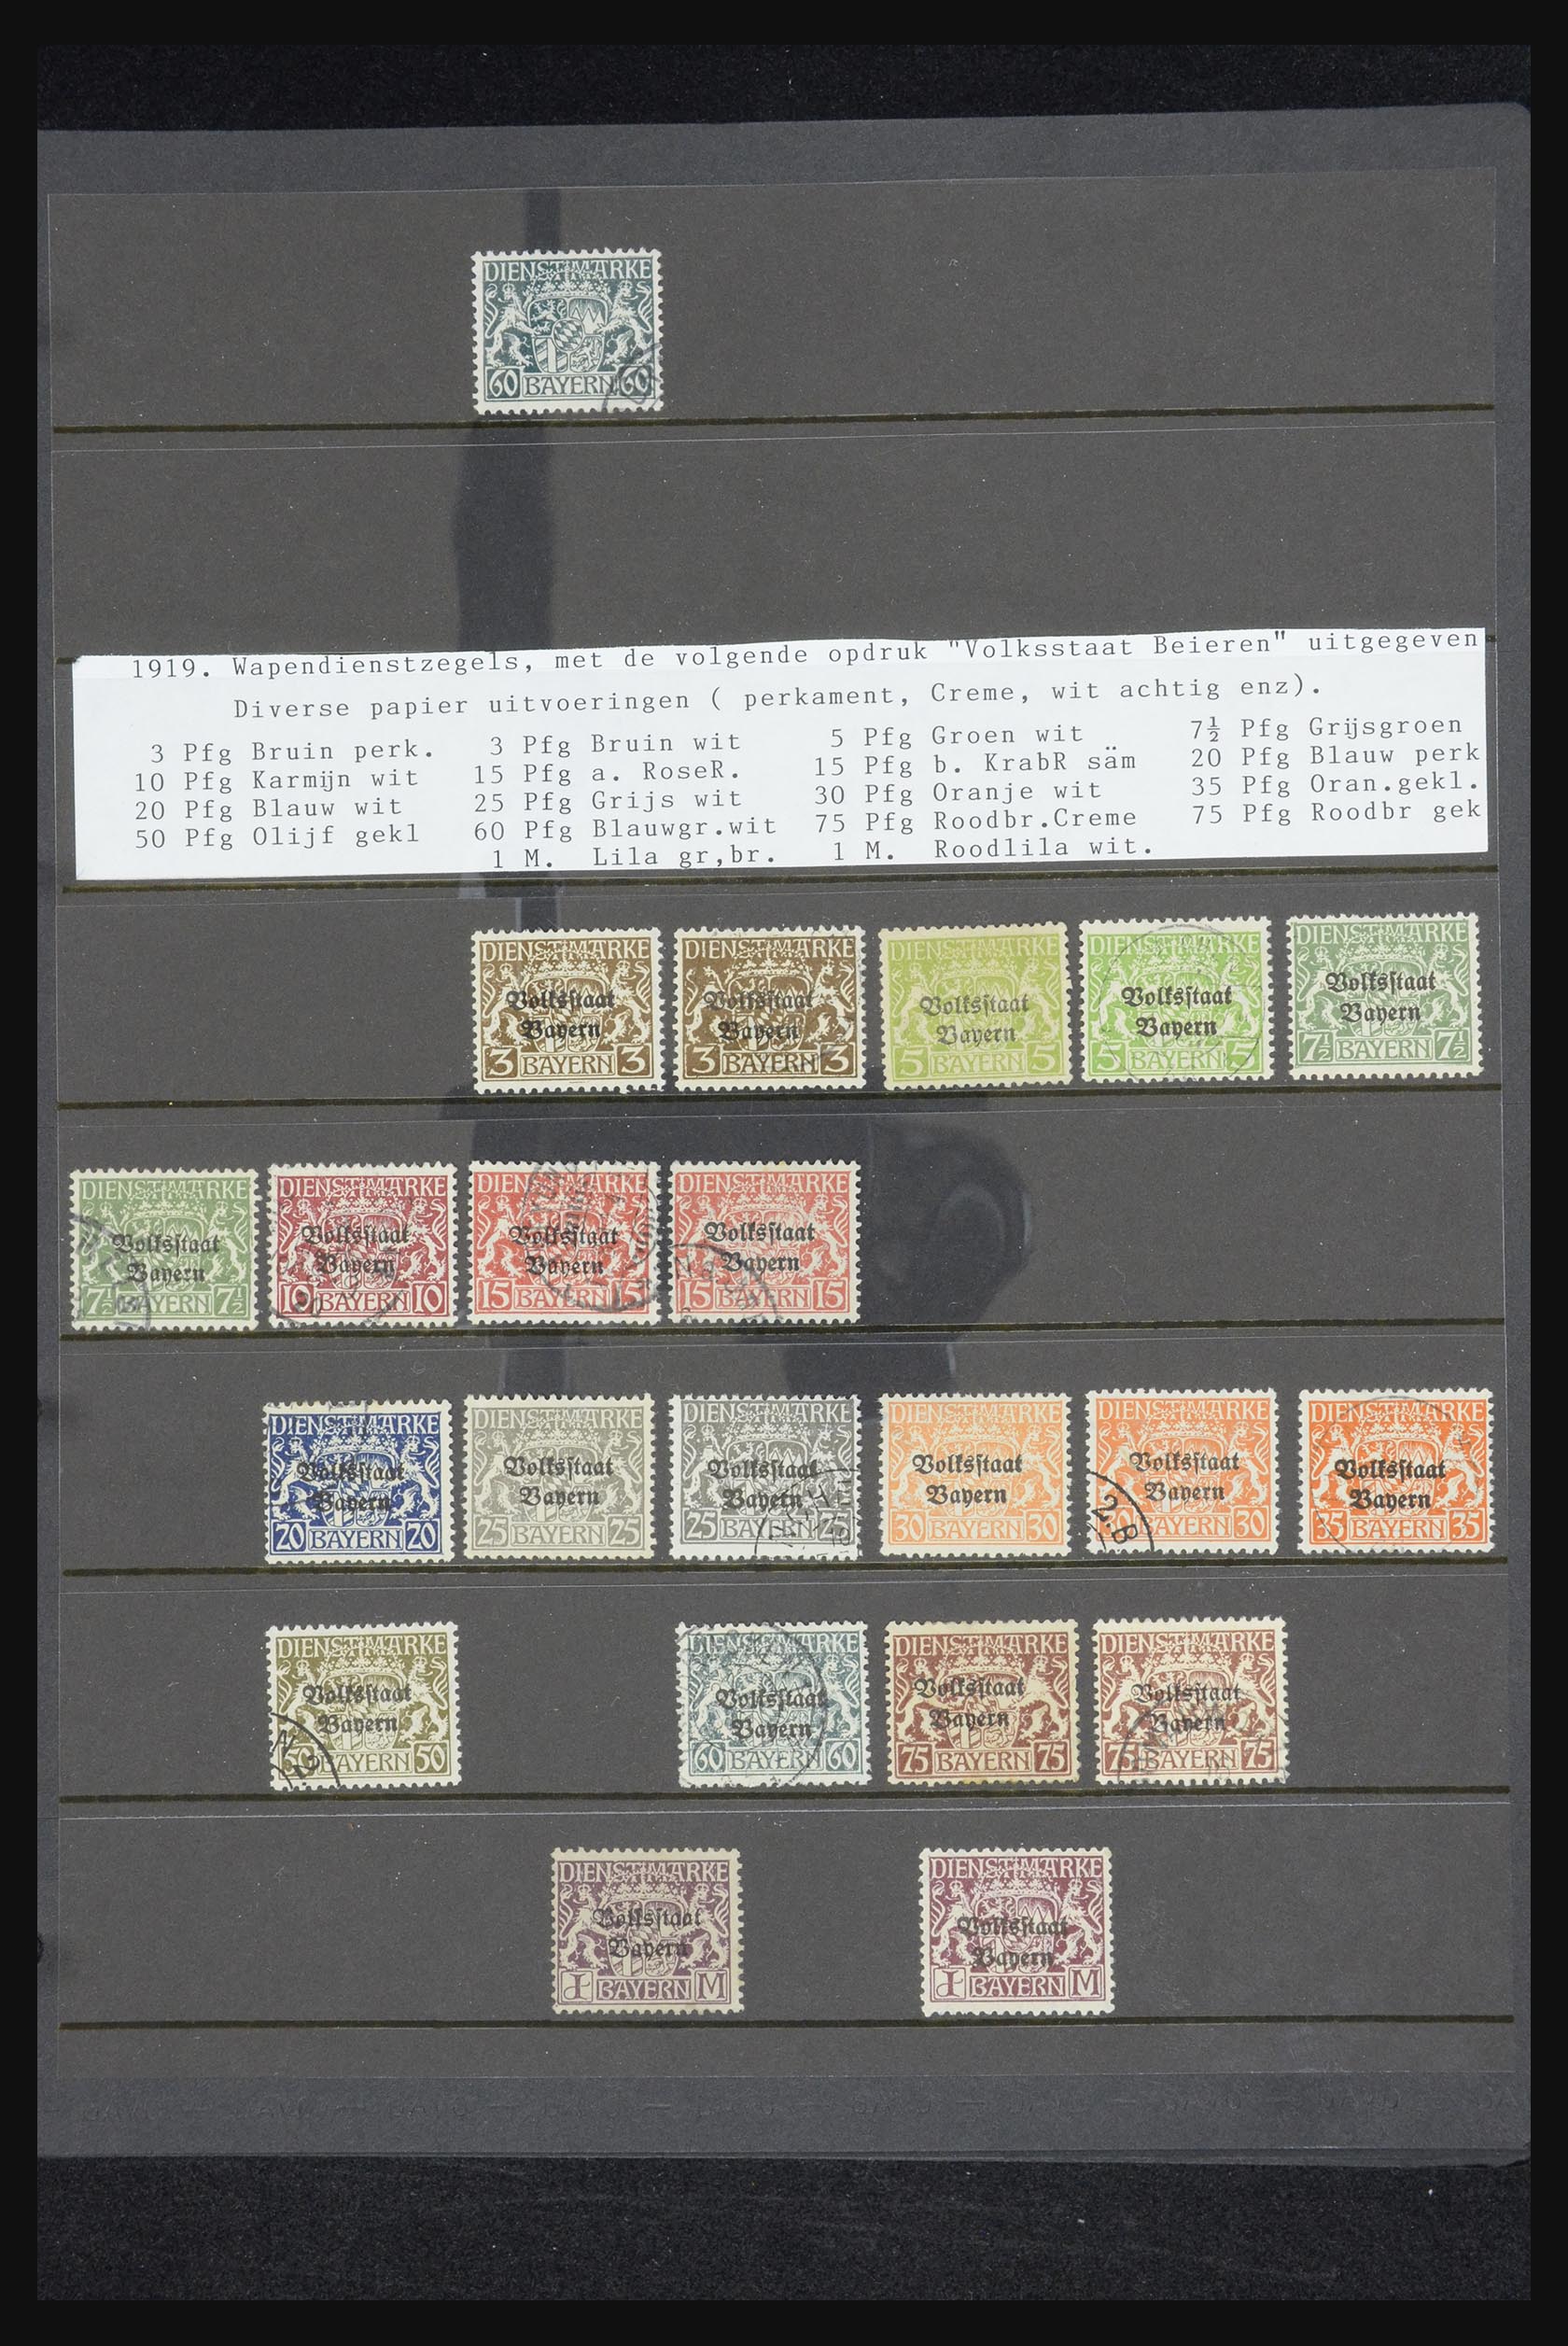 DIENSTMARKE
60 BAYERN 60
1919. Wapendienstzegels, met de volgende opdruk "Volksstaat Beieren" uitgegeven
Diverse papier uitvoeringen ( perkament, Creme, wit achtig enz).
3 Pfg Bruin perk. 3 Pfg Bruin wit 5 Pfg Groen wit 7½ Pfg Grijsgroen
10 Pfg Karmijn wit 15 Pfg a. RoseR. 15 Pfg b. KrabR säm 20 Pfg Blauw perk
20 Pfg Blauw wit 25 Pfg Grijs wit 30 Pfg Oranje wit 35 Pfg Oran.gekl.
50 Pfg Olijf gekl 60 Pfg Blauwgr.wit 75 Pfg Roodbr.Creme 75 Pfg Roodbr gek
1 M. Lila gr,br. 1 M. Roodlila wit.
DIENSTMARKE DIENSTMARKE DIENSTMARKE DIENSTMARKE DIENSTMARKE
Volksstaat Volksstaat Volksstaat Volksstaat Volksstaat
Bayern Bayern Bayern Bayern Bayern
3 BAYERN 3 3 BAYERN 3 5 BAYERN 5 5 BAYERN 5 7½ BAYERN 7½
DIENSTMARKE DIENSTMARKE DIENSTMARKE DIENSTMARKE
Volksstaat Volksstaat Volksstaat Volksstaat
Bayern Bayern Bayern Bayern
7½ BAYERN 7½ 10 BAYERN 10 15 BAYERN 15 15 BAYERN 15
DIENSTMARKE DIENSTMARKE DIENSTMARKE DIENSTMARKE DIENSTMARKE DIENSTMARKE
Volksstaat Volksstaat Volksstaat Volksstaat Volksstaat Volksstaat
Bayern Bayern Bayern Bayern Bayern Bayern
20 BAYERN 20 25 BAYERN 25 25 BAYERN 25 30 BAYERN 30 30 BAYERN 30 35 BAYERN 35
2.B
DIENSTMARKE DIENSTMARKE DIENSTMARKE DIENSTMARKE
Volksstaat Volksstaat Volksstaat Volksstaat
Bayern Bayern Bayern Bayern
50 BAYERN 50 60 BAYERN 60 75 BAYERN 75 75 BAYERN 75
DIENSTMARKE DIENSTMARKE
Volksstaat Volksstaat
Bayern Bayern
1 BAYERN M 1 BAYERN M